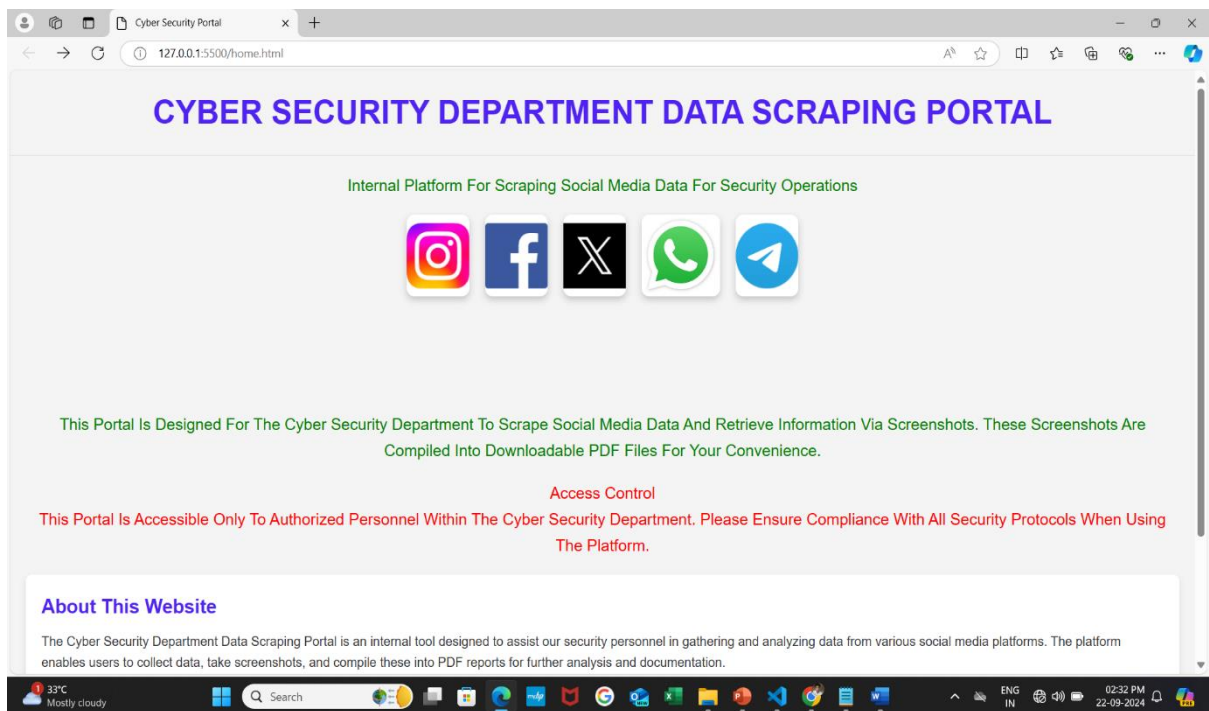 Cyber Security Portal
127.0.0.1:5500/home.html
CYBER SECURITY DEPARTMENT DATA SCRAPING PORTAL
Internal Platform For Scraping Social Media Data For Security Operations
This Portal Is Designed For The Cyber Security Department To Scrape Social Media Data And Retrieve Information Via Screenshots. These Screenshots Are
Compiled Into Downloadable PDF Files For Your Convenience.
Access Control
This Portal Is Accessible Only To Authorized Personnel Within The Cyber Security Department. Please Ensure Compliance With All Security Protocols When Using
The Platform.
About This Website
The Cyber Security Department Data Scraping Portal is an internal tool designed to assist our security personnel in gathering and analyzing data from various social media platforms. The platform
enables users to collect data, take screenshots, and compile these into PDF reports for further analysis and documentation.
1
33°C
Mostly cloudy
Search
ENG
IN
02:32 PM
22-09-2024